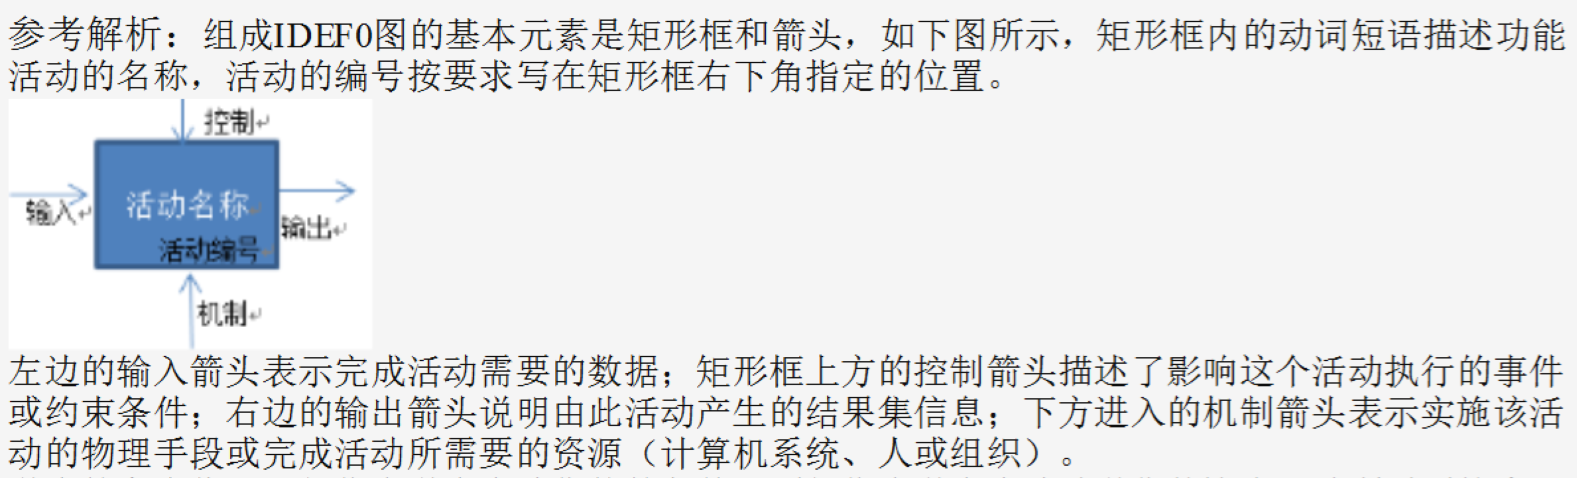 参考解析：组成IDEF0图的基本元素是矩形框和箭头，如下图所示，矩形框内的动词短语描述功能
活动的名称，活动的编号按要求写在矩形框右下角指定的位置。
控制
输入
活动名称
输出
活动编号
机制
左边的输入箭头表示完成活动需要的数据；矩形框上方的控制箭头描述了影响这个活动执行的事件
或约束条件；右边的输出箭头说明由此活动产生的结果集信息；下方进入的机制箭头表示实施该活
动的物理手段或完成活动所需要的资源（计算机系统、人或组织）。